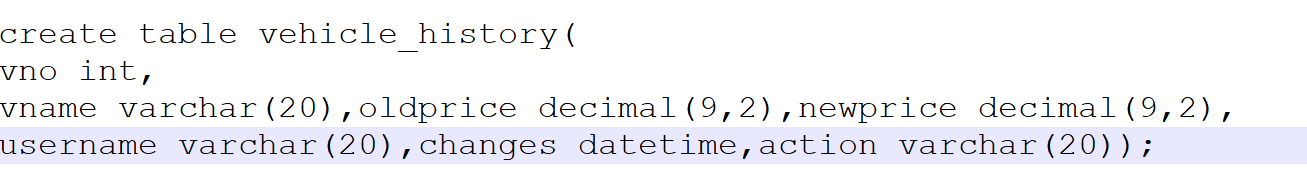 create table vehicle_history(
vno int,
vname varchar(20),oldprice decimal(9,2),newprice decimal(9,2),
username varchar(20),changes datetime,action varchar(20));